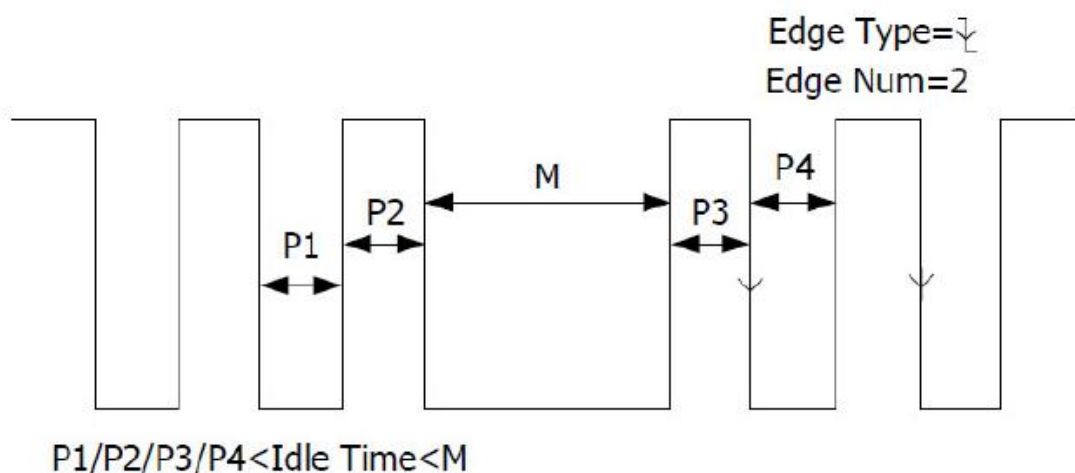 Edge Type=
Edge Num=2
P4
M
P2
P3
P1
P1/P2/P3/P4<Idle Time<M